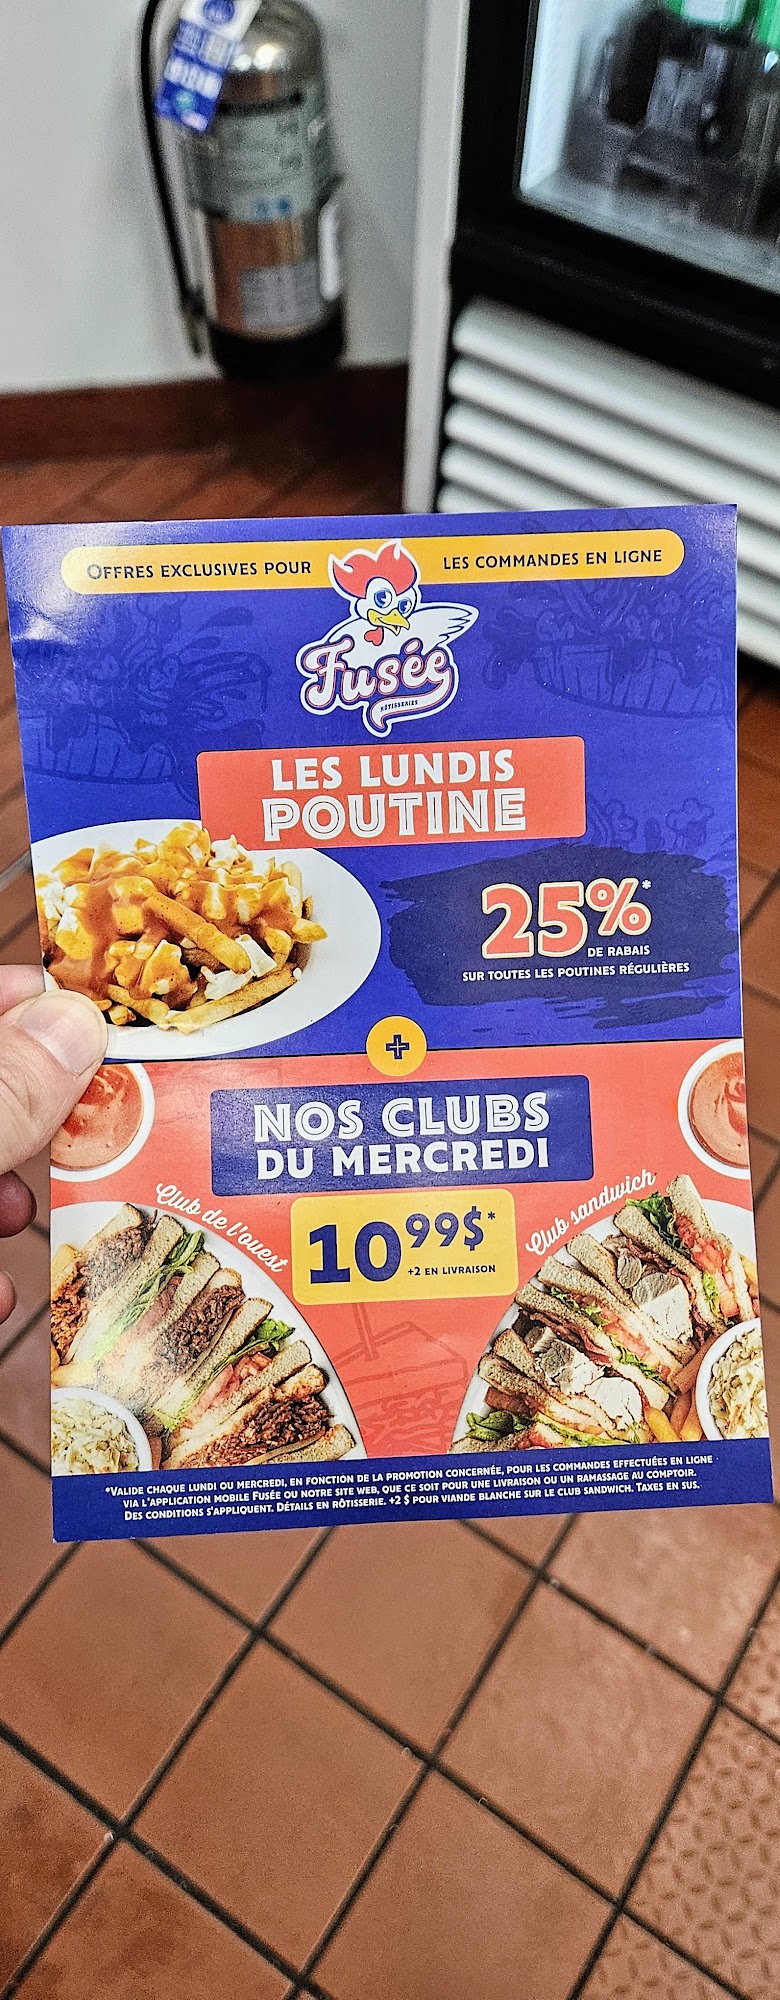 OFFRES EXCLUSIVES POUR LES COMMANDES EN LIGNE
Fusée
RÔTISSERIES
LES LUNDIS
POUTINE
25%*
DE RABAIS
SUR TOUTES LES POUTINES RÉGULIÈRES
+
NOS CLUBS
DU MERCREDI
Club de l'ouest
Club sandwich
10 99$*
+2 EN LIVRAISON
*VALIDE CHAQUE LUNDI OU MERCREDI, EN FONCTION DE LA PROMOTION CONCERNÉE, POUR LES COMMANDES EFFECTUÉES EN LIGNE
VIA L'APPLICATION MOBILE FUSÉE OU NOTRE SITE WEB, QUE CE SOIT POUR UNE LIVRAISON OU UN RAMASSAGE AU COMPTOIR.
DES CONDITIONS S'APPLIQUENT. DÉTAILS EN RÔTISSERIE. +2 $ POUR VIANDE BLANCHE SUR LE CLUB SANDWICH. TAXES EN SUS.